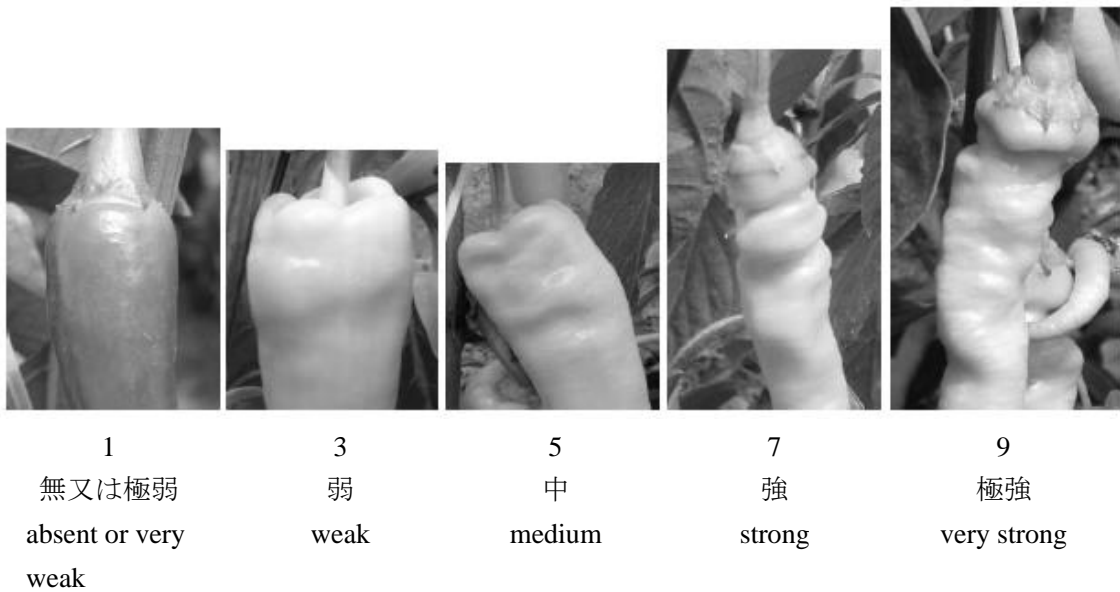 1 3 5 7 9
無又は極弱 弱 中 強 極強
absent or very weak medium strong very strong
weak